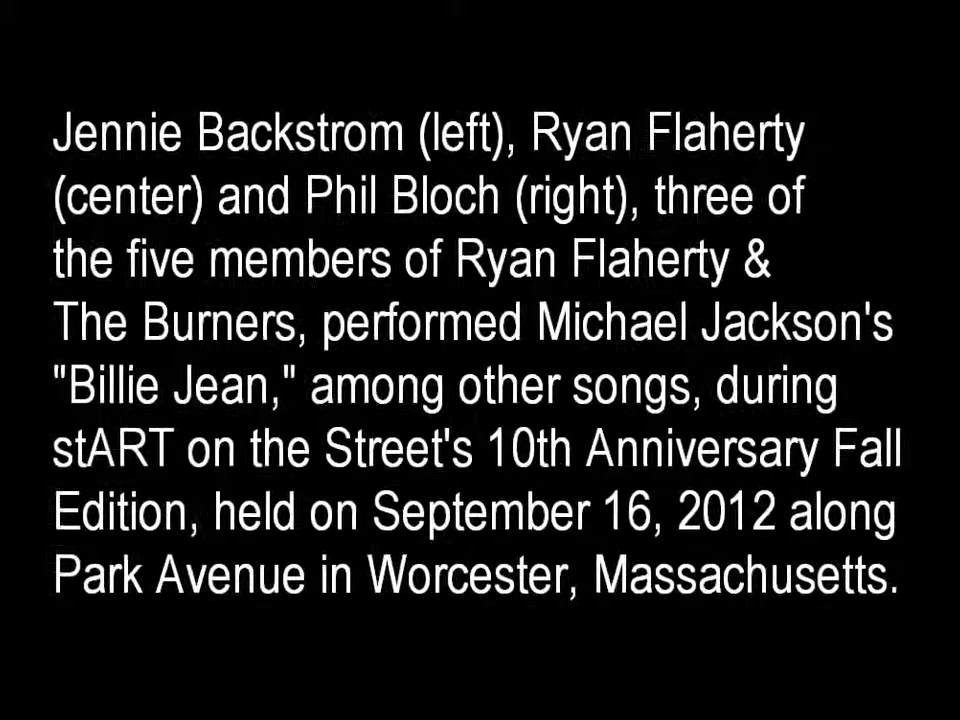 Jennie Backstrom (left), Ryan Flaherty
(center) and Phil Bloch (right), three of
the five members of Ryan Flaherty &
The Burners, performed Michael Jackson's
"Billie Jean," among other songs, during
stART on the Street's 10th Anniversary Fall
Edition, held on September 16, 2012 along
Park Avenue in Worcester, Massachusetts.